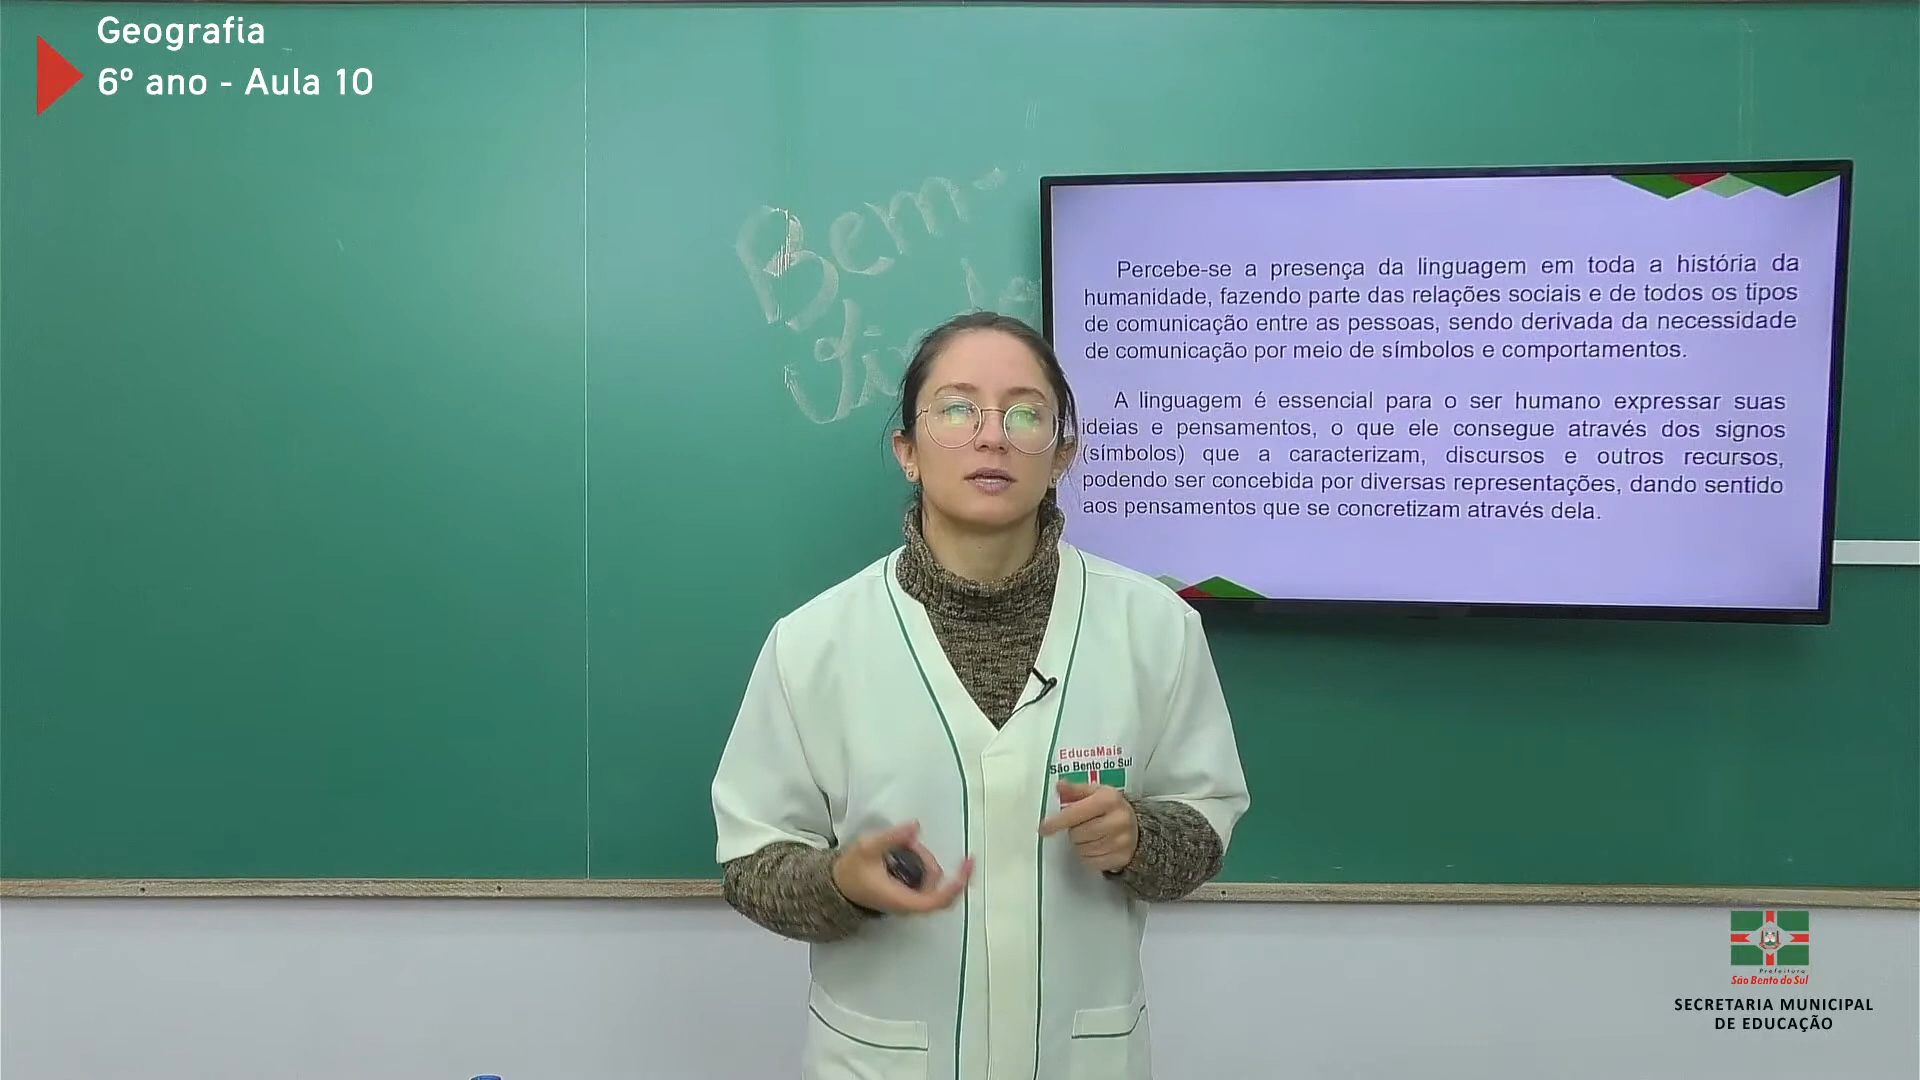 Geografia
6º ano - Aula 10
Bem-
Percebe-se a presença da linguagem em toda a história da
humanidade, fazendo parte das relações sociais e de todos os tipos
de comunicação entre as pessoas, sendo derivada da necessidade
de comunicação por meio de símbolos e comportamentos.
A linguagem é essencial para o ser humano expressar suas
ideias e pensamentos, o que ele consegue através dos signos
(símbolos) que a caracterizam, discursos e outros recursos,
podendo ser concebida por diversas representações, dando sentido
aos pensamentos que se concretizam através dela.
EducaMais
São Bento do Sul
Prefeitura
São Bento do Sul
SECRETARIA MUNICIPAL
DE EDUCAÇÃO